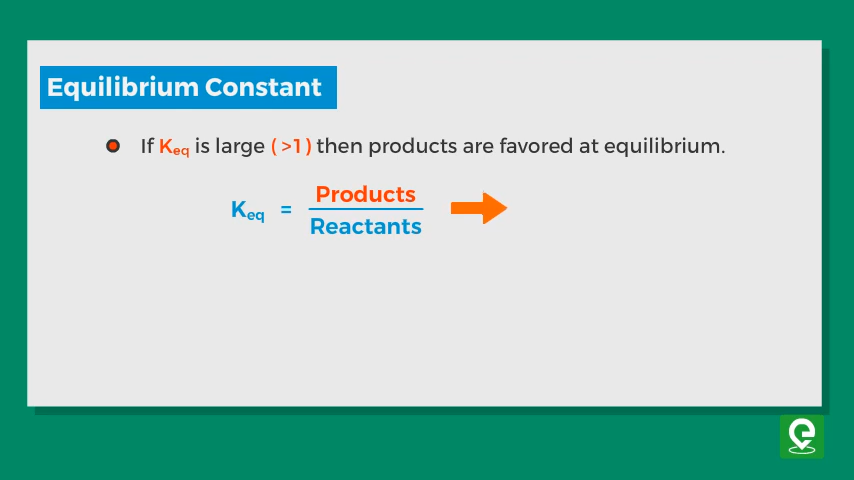 Equilibrium Constant
If Keq is large ( >1 ) then products are favored at equilibrium.
Keq = Products
Reactants